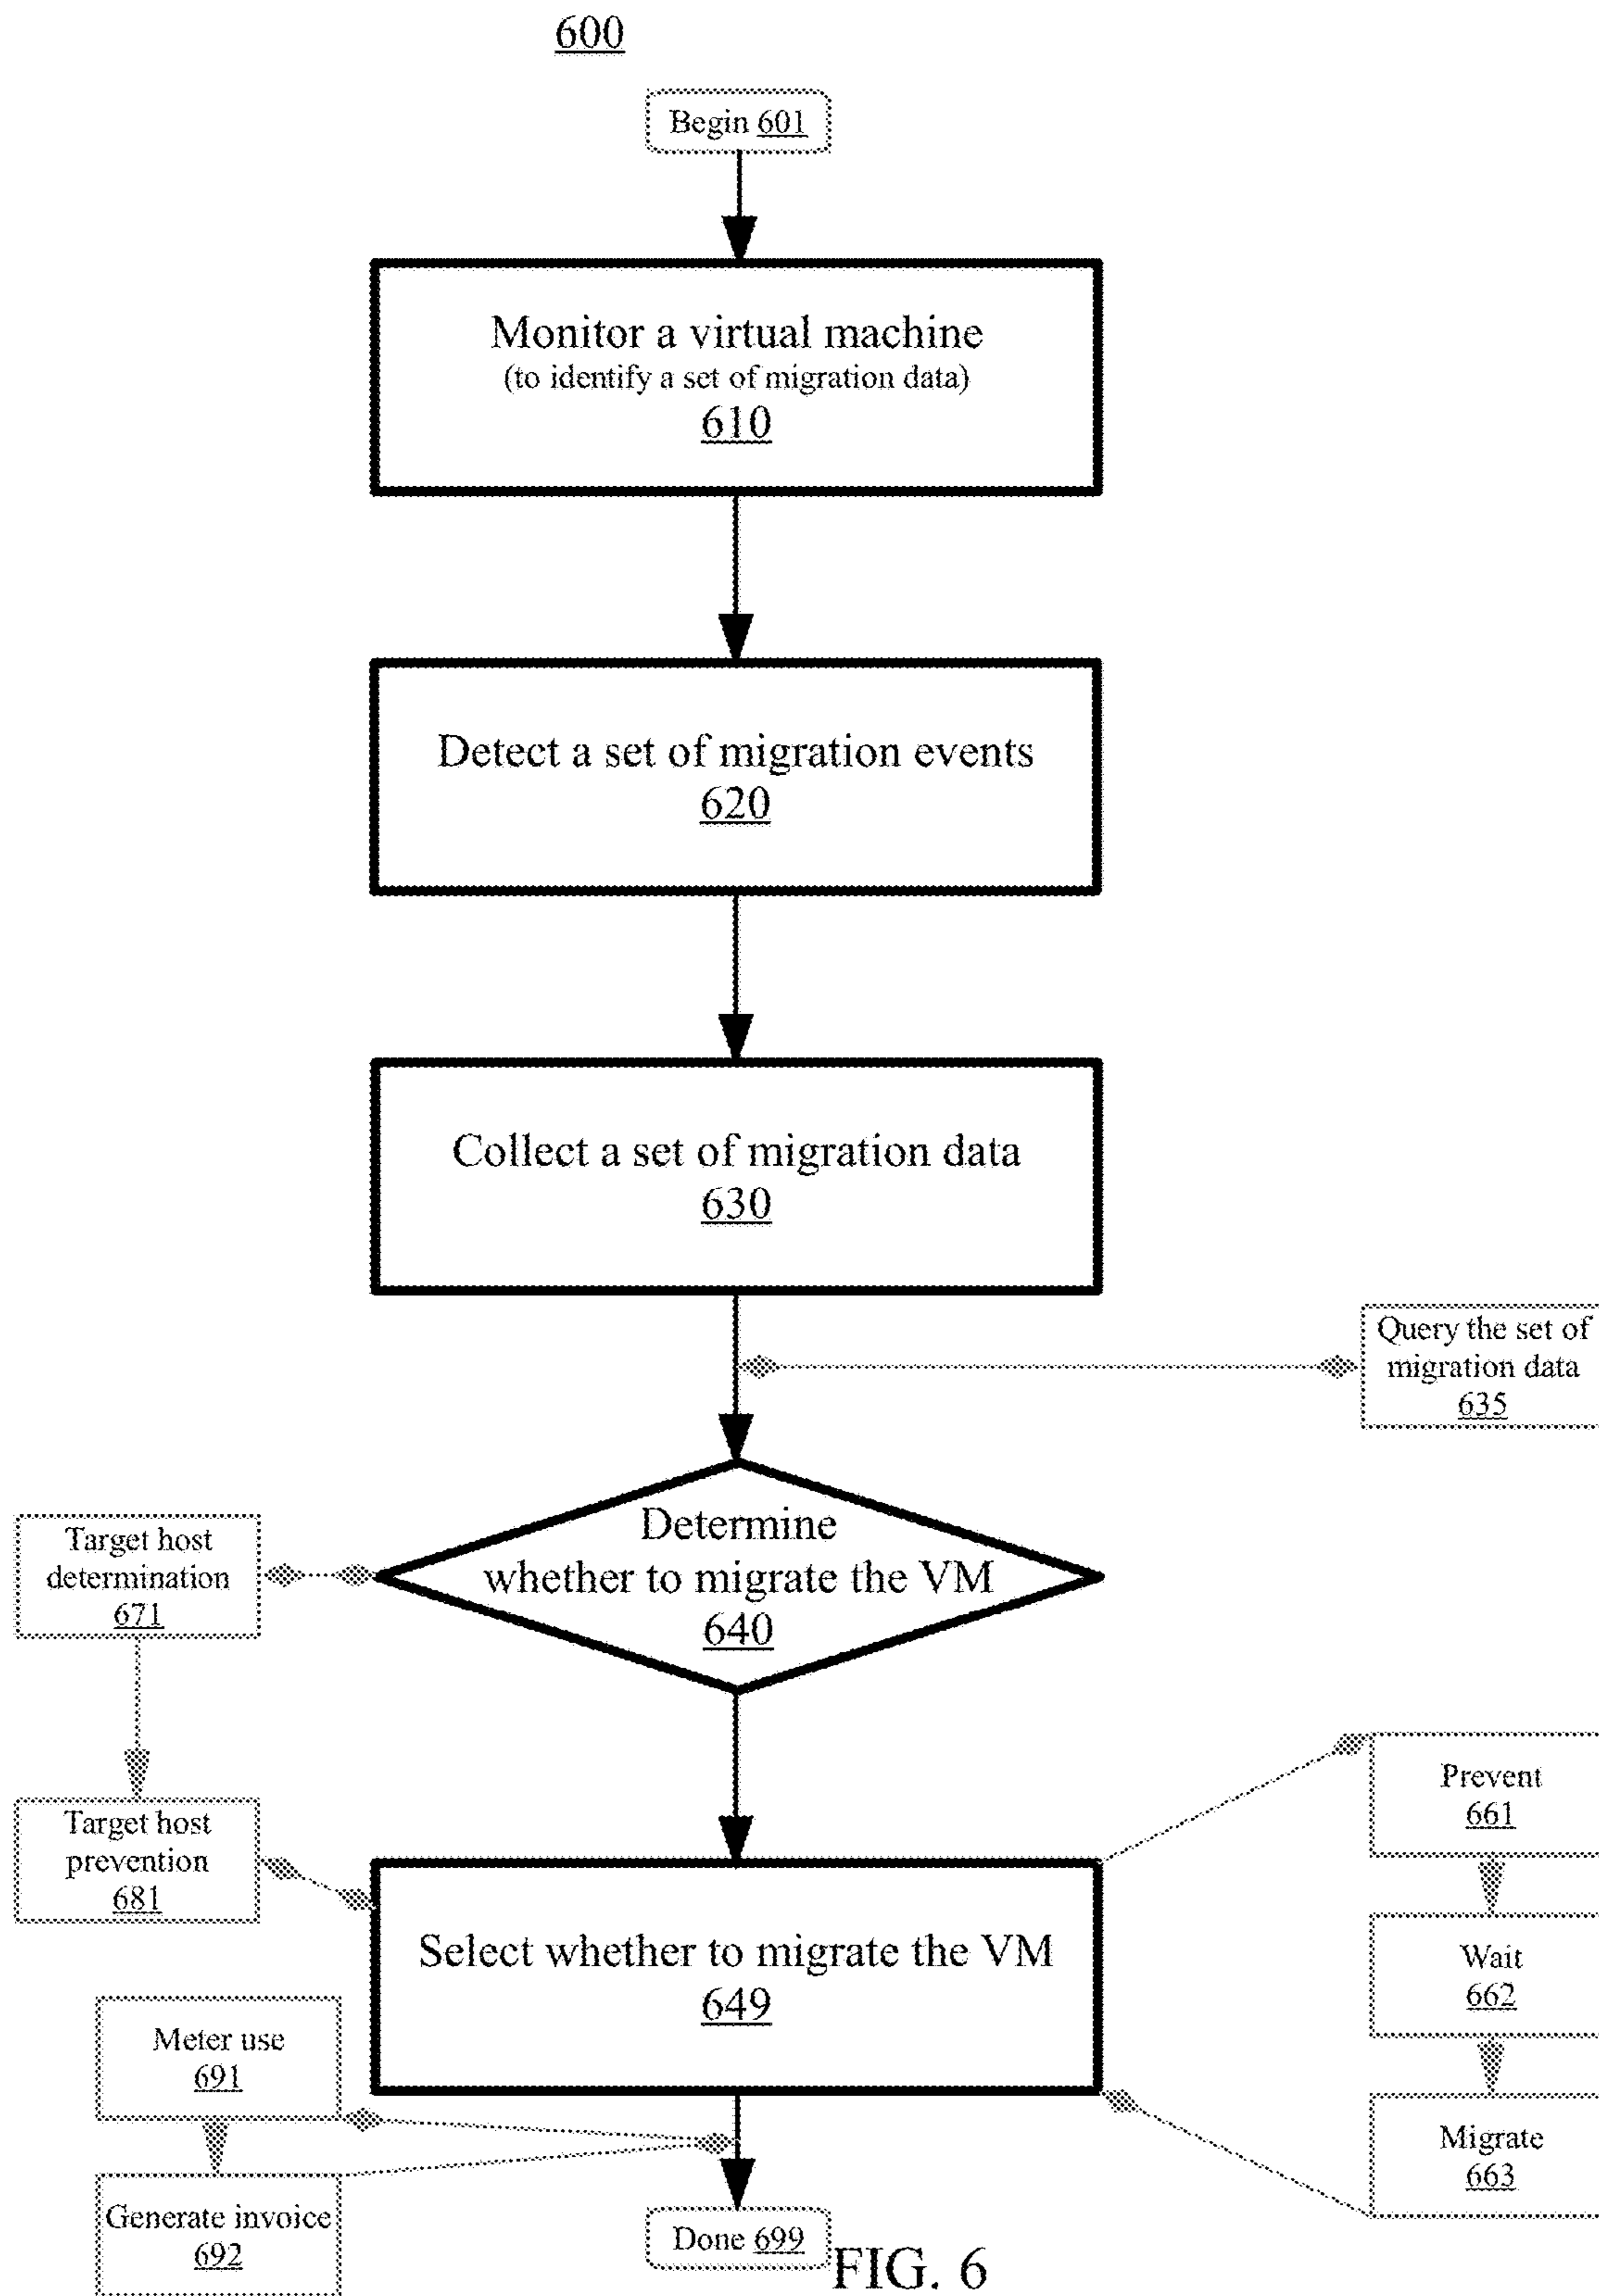 600
Begin 601
Monitor a virtual machine
(to identify a set of migration data)
610
Detect a set of migration events
620
Collect a set of migration data
630
Query the set of
migration data
635
Determine
whether to migrate the VM
640
Target host
determination
671
Target host
prevention
681
Prevent
661
Wait
662
Migrate
663
Select whether to migrate the VM
649
Meter use
691
Generate invoice
692
Done 699
FIG. 6